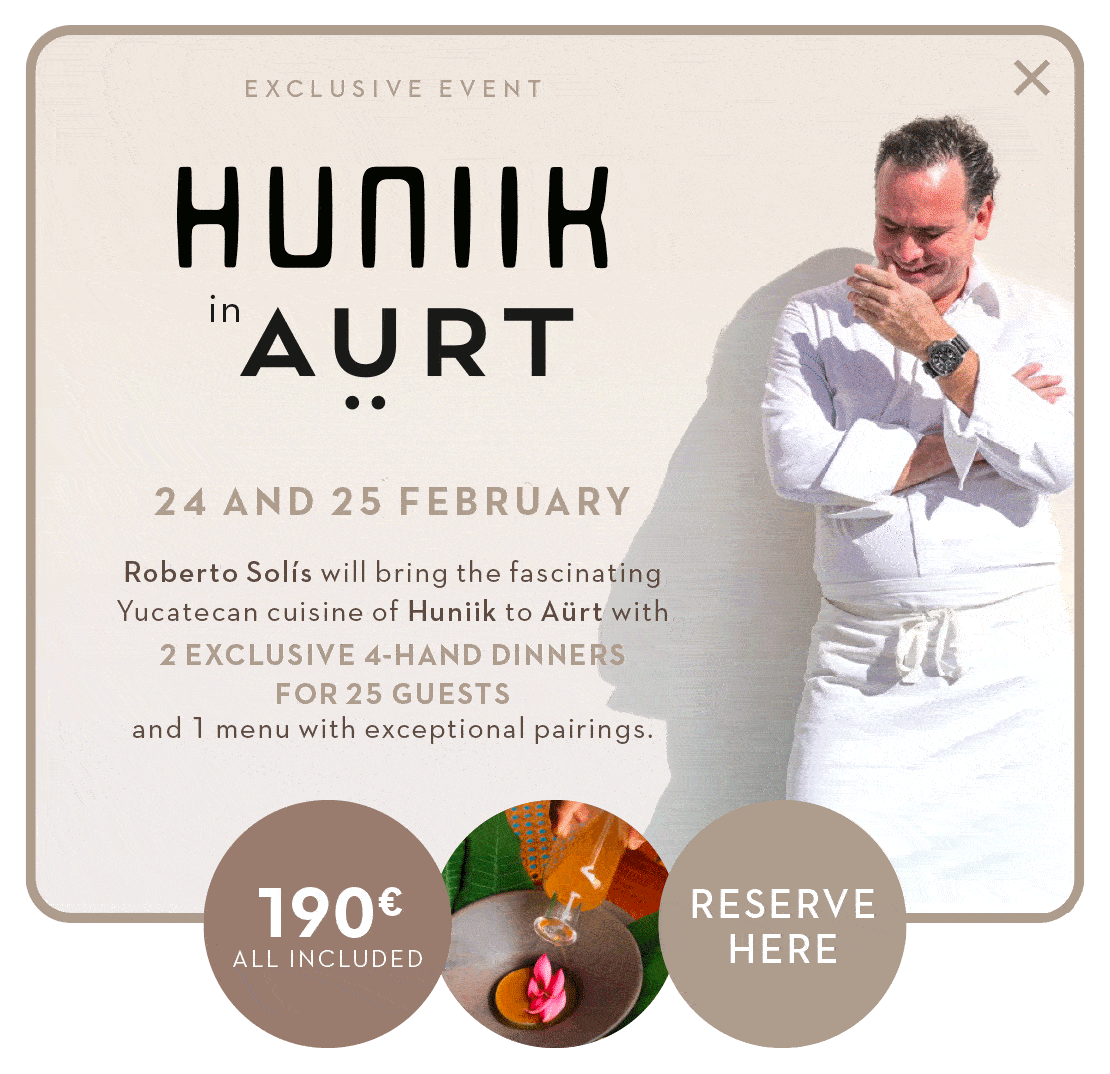 EXCLUSIVE EVENT
HUNIIK
in AÜRT
24 AND 25 FEBRUARY
Roberto Solís will bring the fascinating
Yucatecan cuisine of Huniik to Aürt with
2 EXCLUSIVE 4-HAND DINNERS
FOR 25 GUESTS
and 1 menu with exceptional pairings.
190€
ALL INCLUDED
RESERVE
HERE